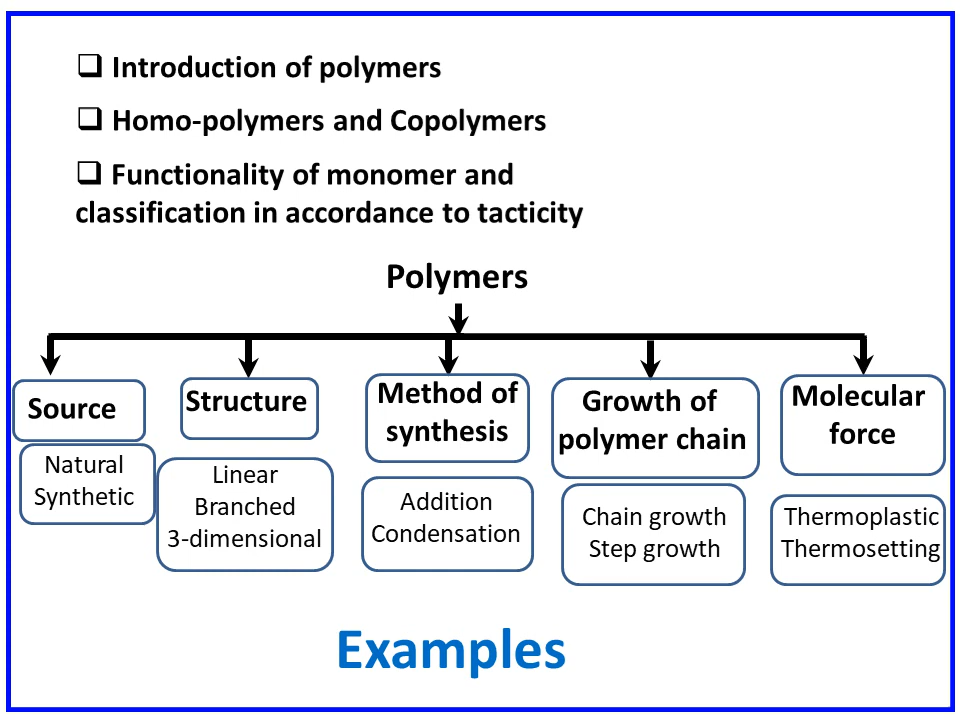 ❑ Introduction of polymers
❑ Homo-polymers and Copolymers
❑ Functionality of monomer and
classification in accordance to tacticity
Polymers
Source
Natural
Synthetic
Structure
Linear
Branched
3-dimensional
Method of
synthesis
Addition
Condensation
Growth of
polymer chain
Chain growth
Step growth
Molecular
force
Thermoplastic
Thermosetting
Examples